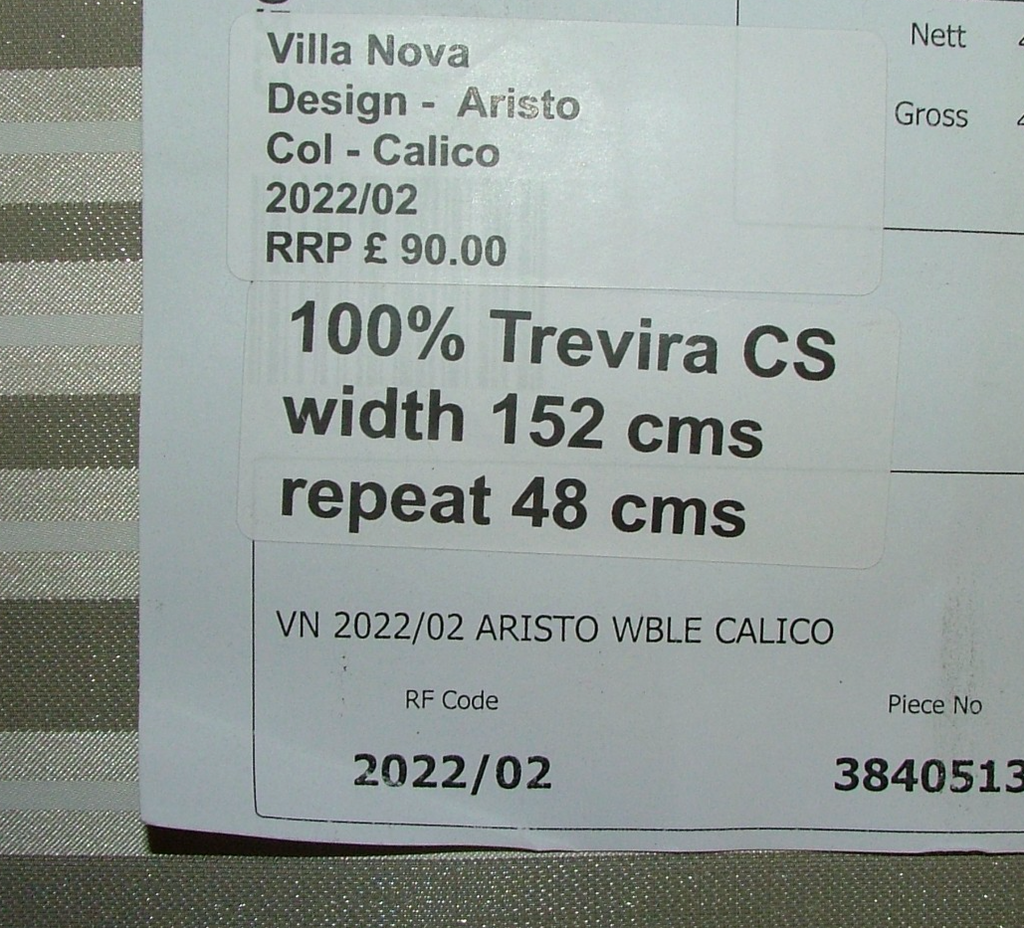 Nett
Gross
Villa Nova
Design - Aristo
Col - Calico
2022/02
RRP £ 90.00
100% Trevira CS
width 152 cms
repeat 48 cms
VN 2022/02 ARISTO WBLE CALICO
RF Code
Piece No
2022/02
3840513